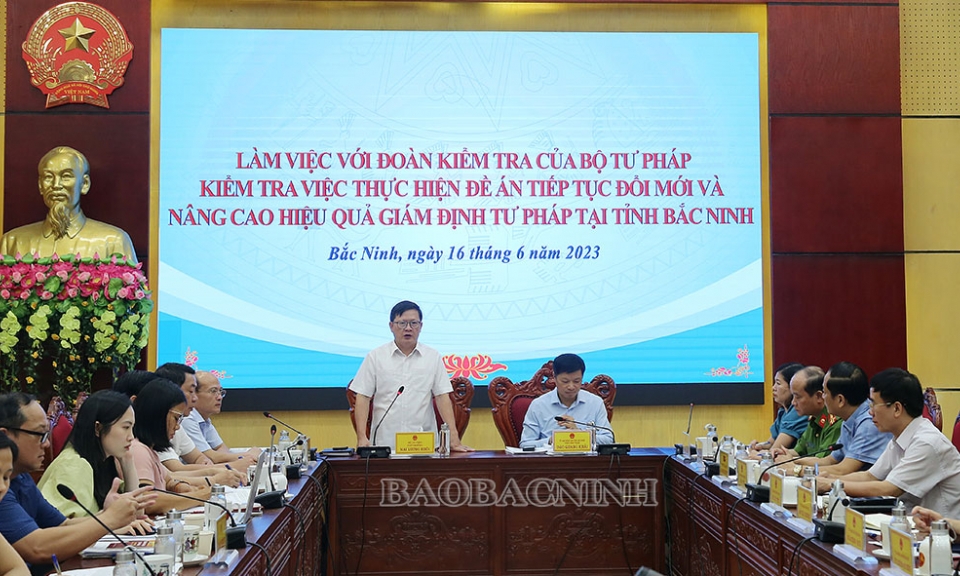 VIỆT NAM
LÀM VIỆC VỚI ĐOÀN KIỂM TRA CỦA BỘ TƯ PHÁP
KIỂM TRA VIỆC THỰC HIỆN ĐỀ ÁN TIẾP TỤC ĐỔI MỚI VÀ
NÂNG CAO HIỆU QUẢ GIÁM ĐỊNH TƯ PHÁP TẠI TỈNH BẮC NINH
Bắc Ninh, ngày 16 tháng 6 năm 2023
BAOBACNINH